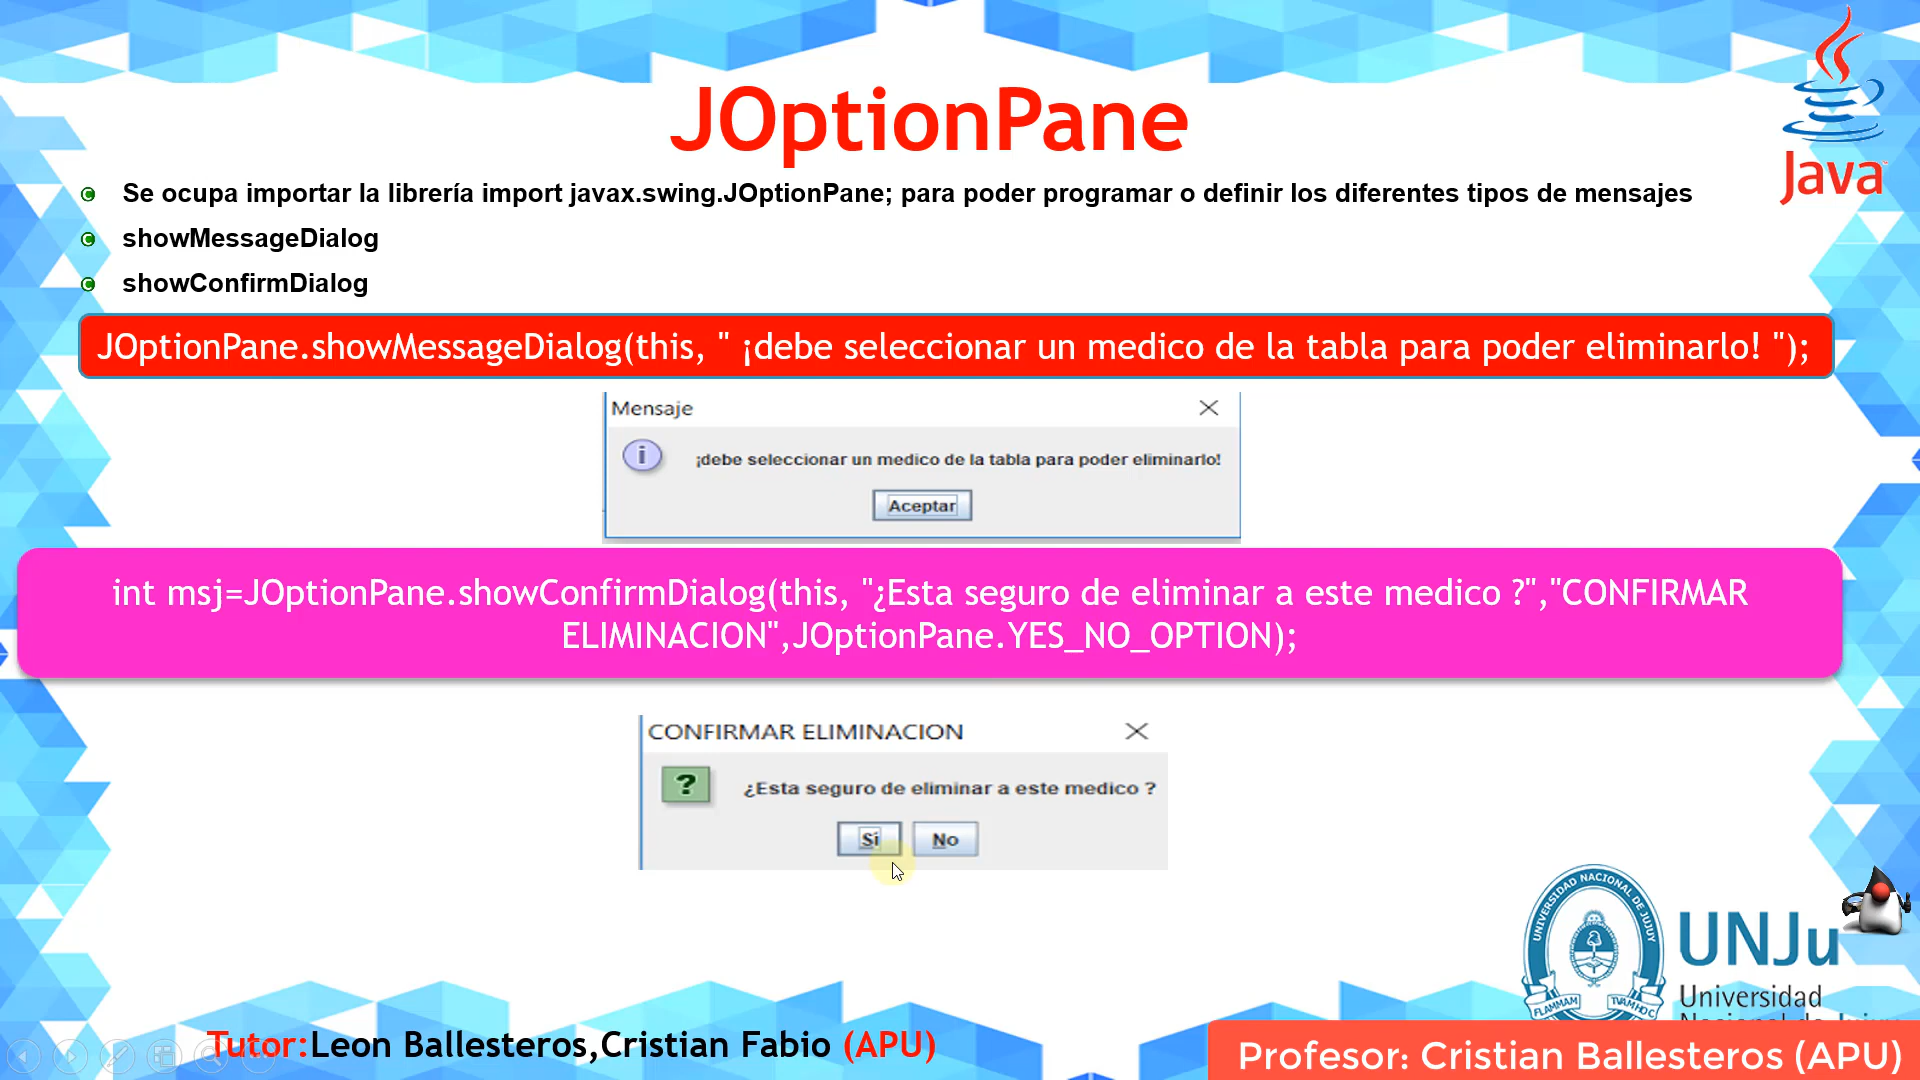 JOptionPane
Java
Se ocupa importar la librería import javax.swing.JOptionPane; para poder programar o definir los diferentes tipos de mensajes
showMessageDialog
showConfirmDialog
JOptionPane.showMessageDialog(this, " ¡debe seleccionar un medico de la tabla para poder eliminarlo! ");
Mensaje
¡debe seleccionar un medico de la tabla para poder eliminarlo!
Aceptar
int msj=JOptionPane.showConfirmDialog(this, "¿Esta seguro de eliminar a este medico ?","CONFIRMAR
ELIMINACION",JOptionPane.YES_NO_OPTION);
CONFIRMAR ELIMINACION
¿Esta seguro de eliminar a este medico ?
Sí No
UNIVERSIDAD NACIONAL DE JUJUY
UNJu
Universidad
Tutor:Leon Ballesteros,Cristian Fabio (APU)
Profesor: Cristian Ballesteros (APU)